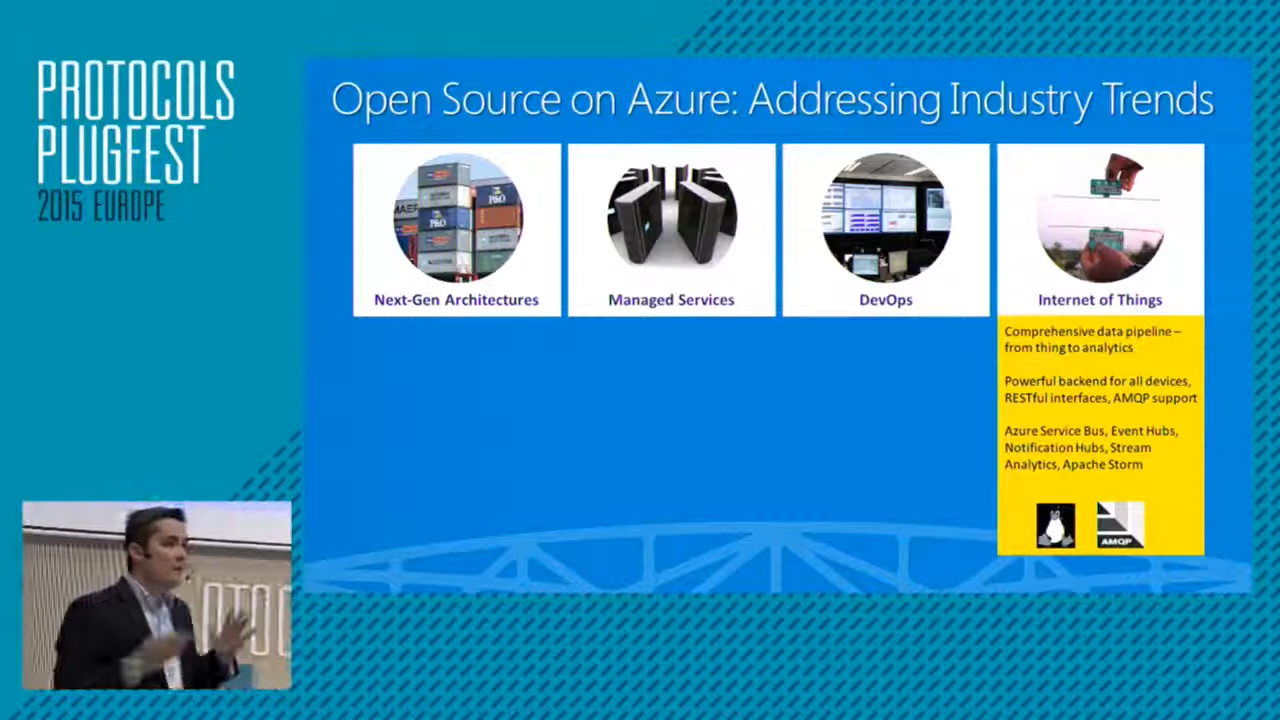 PROTOCOLS
PLUGFEST
2015 EUROPE
Open Source on Azure: Addressing Industry Trends
P&O
P&O
Next-Gen Architectures
Managed Services
DevOps
Internet of Things
Comprehensive data pipeline –
from thing to analytics
Powerful backend for all devices,
RESTful interfaces, AMQP support
Azure Service Bus, Event Hubs,
Notification Hubs, Stream
Analytics, Apache Storm
AMQP
OTOC